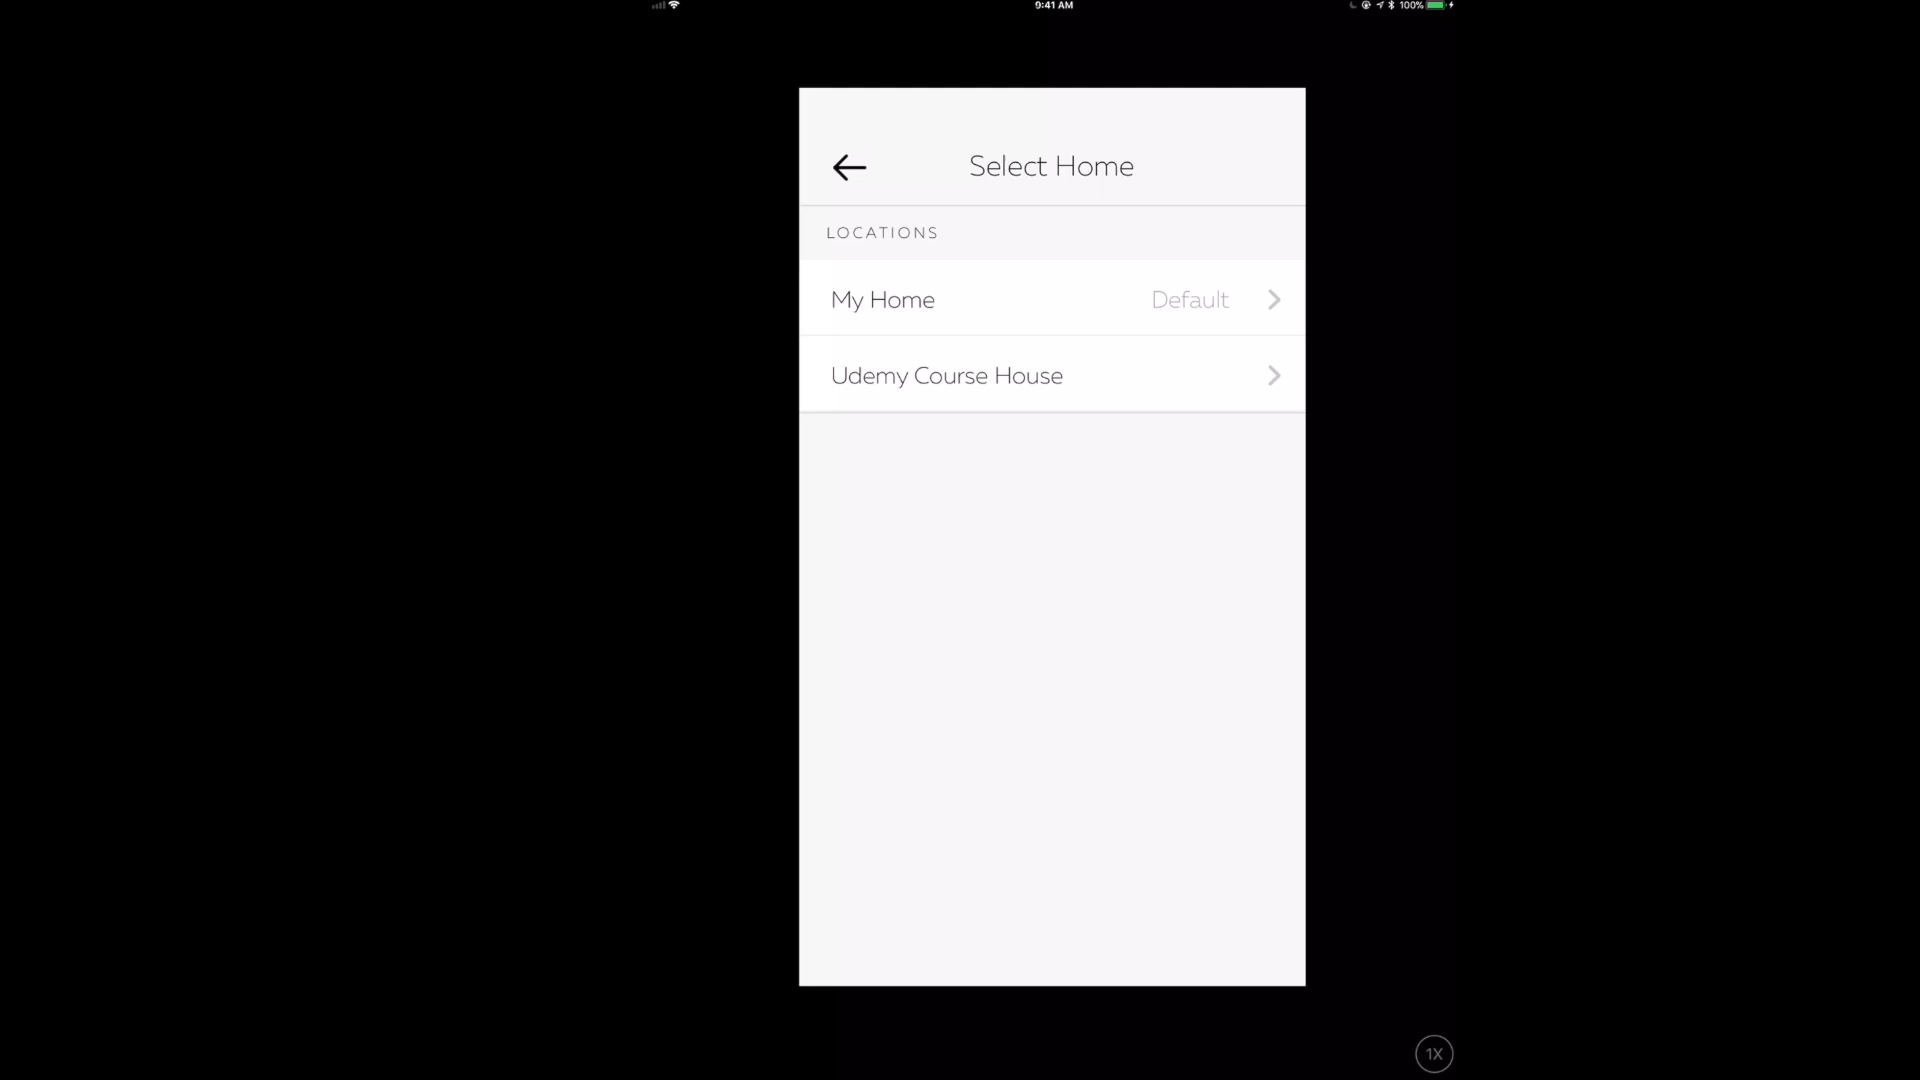 9:41 AM
100%
Select Home
LOCATIONS
My Home Default
Udemy Course House
1X